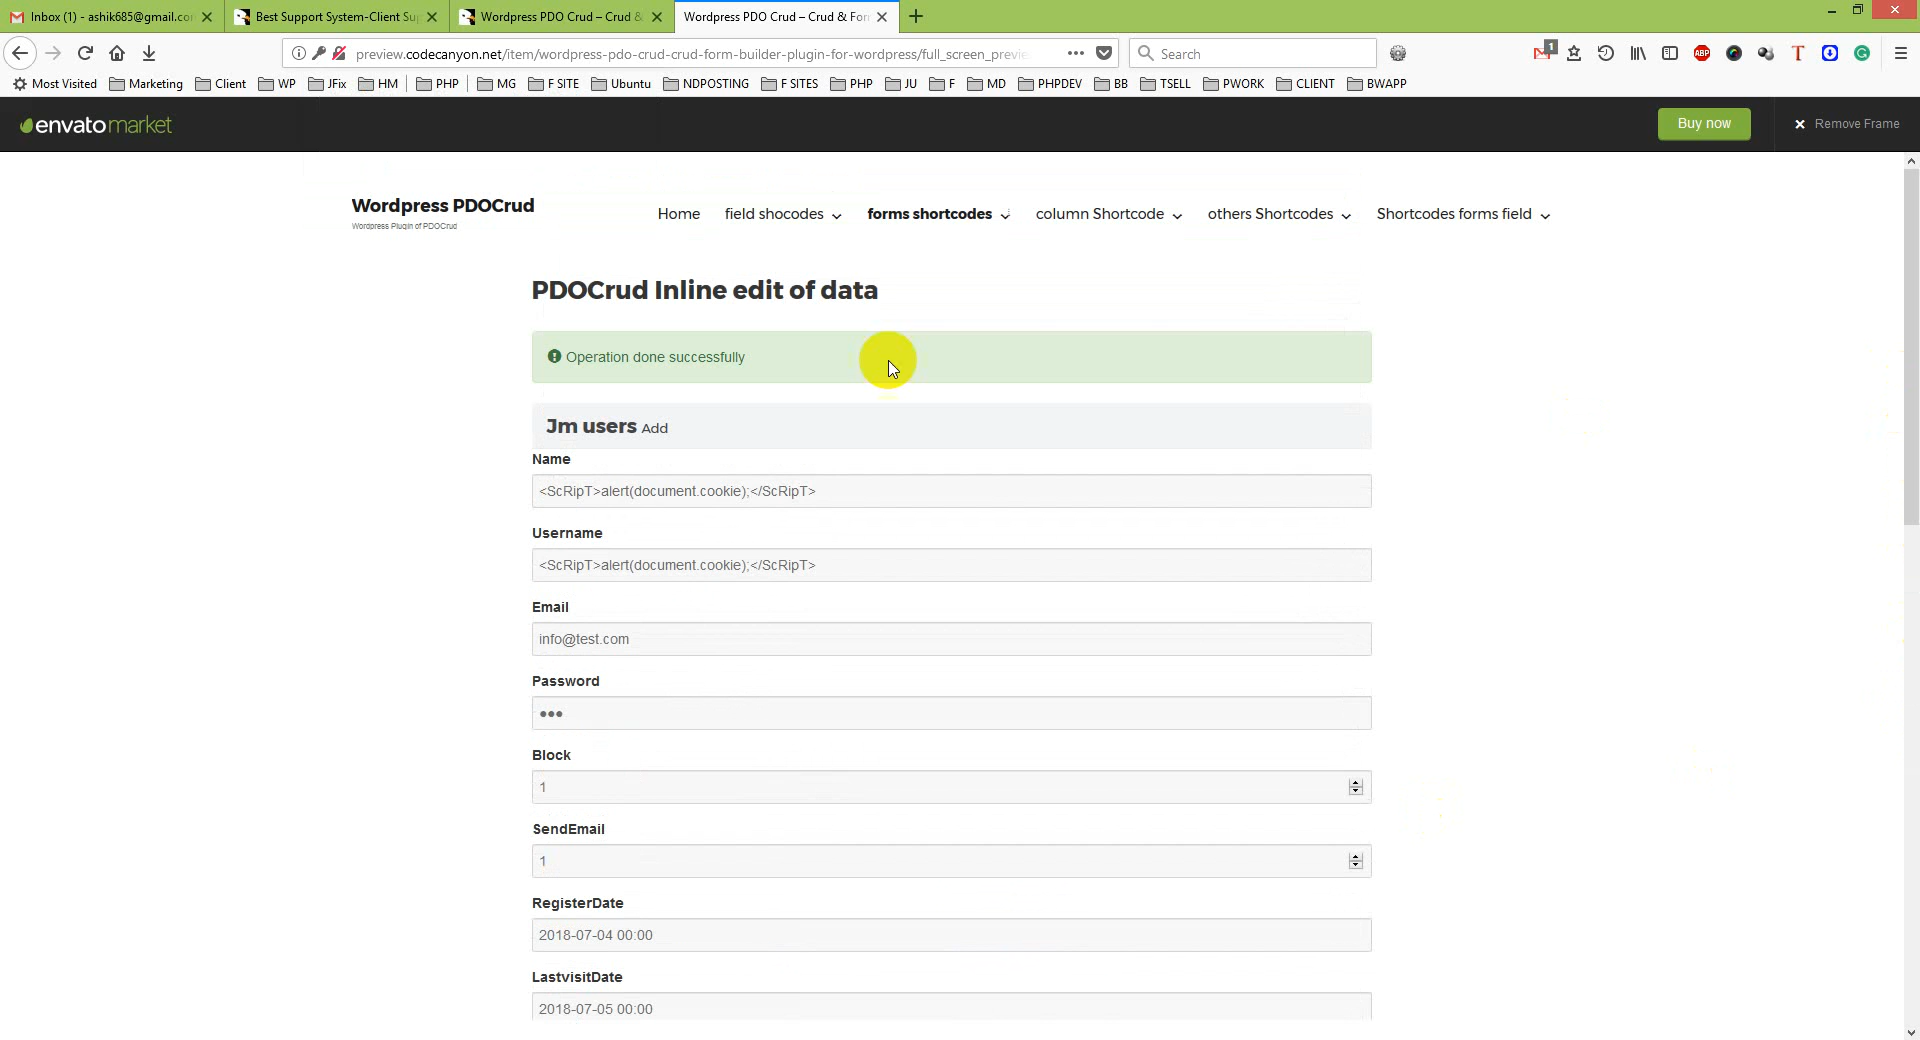 Inbox (1) - ashik685@gmail.co
Best Support System-Client Su
Wordpress PDO Crud – Crud &
Wordpress PDO Crud – Crud & For
preview.codecanyon.net/item/wordpress-pdo-crud-crud-form-builder-plugin-for-wordpress/full_screen_previe
Search
1
ABP
T
G
Most Visited
Marketing
Client
WP
JFix
HM
PHP
MG
F SITE
Ubuntu
NDPOSTING
F SITES
PHP
JU
F
MD
PHPDEV
BB
TSELL
PWORK
CLIENT
BWAPP
envatomarket
Buy now
Remove Frame
Wordpress PDOCrud
Wordpress Plugin of PDOCrud
Home
field shocodes
forms shortcodes
column Shortcode
others Shortcodes
Shortcodes forms field
PDOCrud Inline edit of data
Operation done successfully
Jm users Add
Name
<ScRipT>alert(document.cookie);</ScRipT>
Username
<ScRipT>alert(document.cookie);</ScRipT>
Email
info@test.com
Password
●●●
Block
1
SendEmail
1
RegisterDate
2018-07-04 00:00
LastvisitDate
2018-07-05 00:00